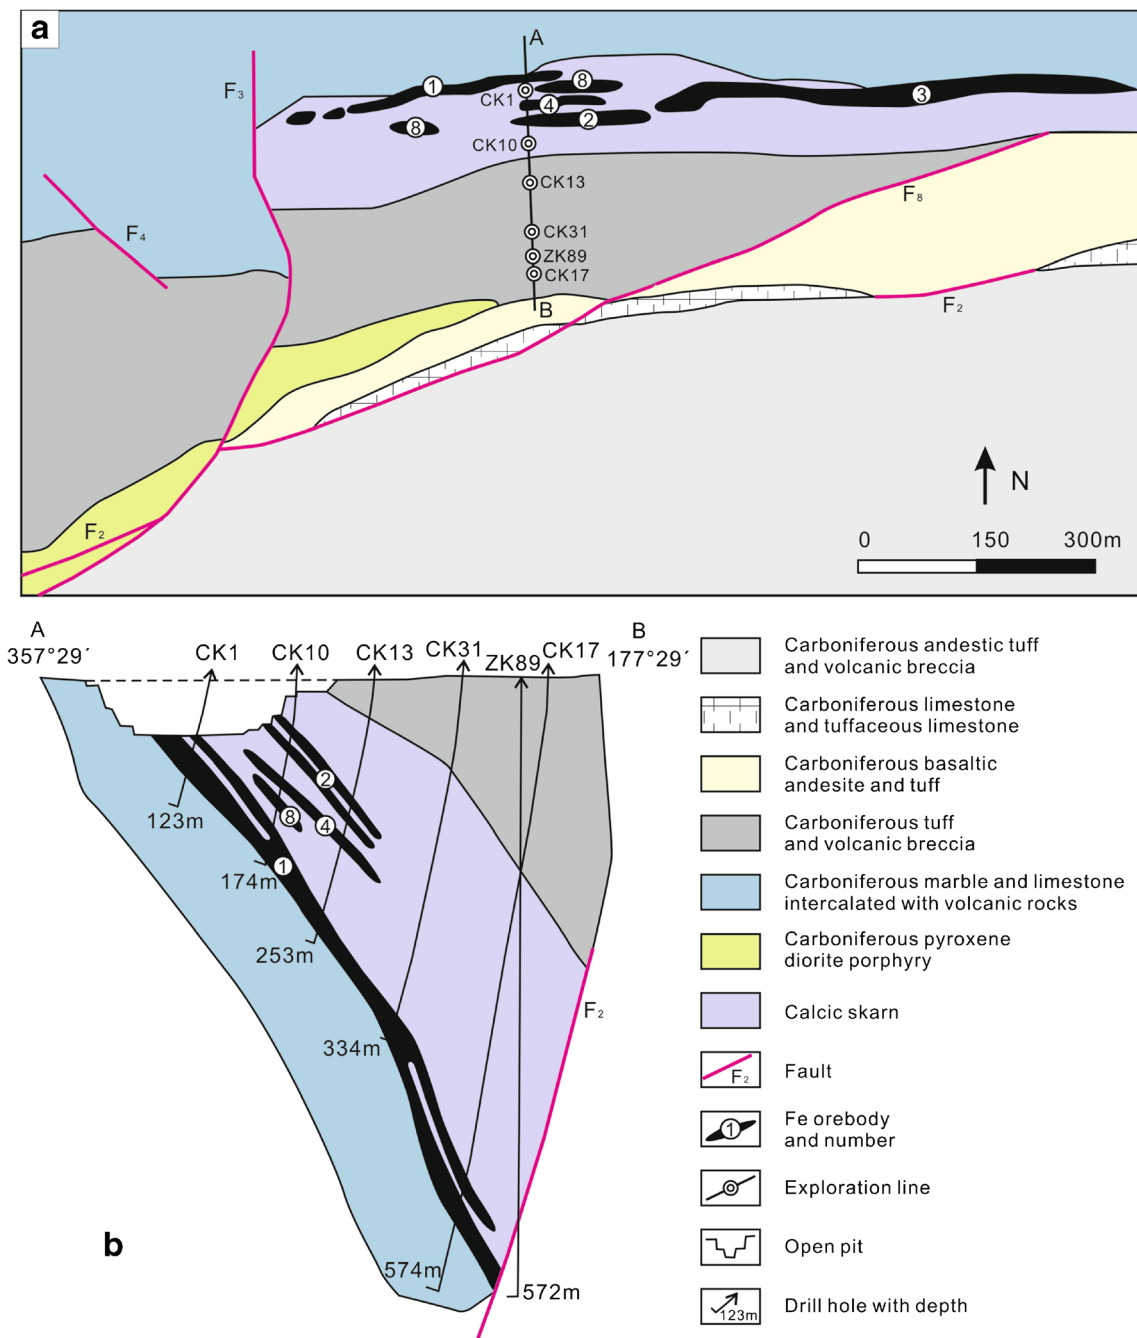 a
A
F3
1
8
CK1
4
3
8
2
CK10
CK13
F8
F4
CK31
ZK89
CK17
B
F2
N
F2
0 150 300m
A
357°29´
CK1
CK10
CK13
CK31
ZK89
CK17
B
177°29´
2
123m
8
4
1
174m
253m
F2
334m
b
574m
572m
Carboniferous andestic tuff
and volcanic breccia
Carboniferous limestone
and tuffaceous limestone
Carboniferous basaltic
andesite and tuff
Carboniferous tuff
and volcanic breccia
Carboniferous marble and limestone
intercalated with volcanic rocks
Carboniferous pyroxene
diorite porphyry
Calcic skarn
F2
Fault
1
Fe orebody
and number
Exploration line
Open pit
123m
Drill hole with depth